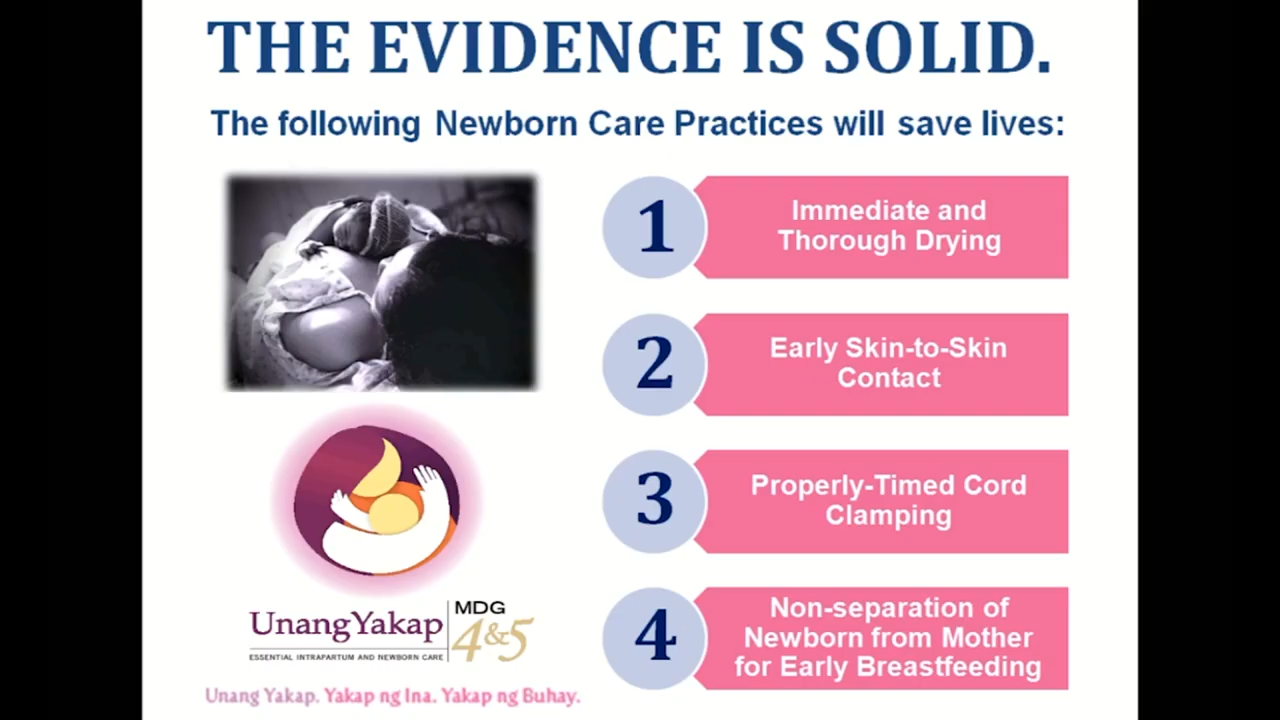 THE EVIDENCE IS SOLID.
The following Newborn Care Practices will save lives:
1
Immediate and
Thorough Drying
2
Early Skin-to-Skin
Contact
3
Properly-Timed Cord
Clamping
4
Non-separation of
Newborn from Mother
for Early Breastfeeding
UnangYakap
ESSENTIAL INTRAPARTUM AND NEWBORN CARE
MDG
4&5
Unang Yakap. Yakap ng Ina. Yakap ng Buhay.